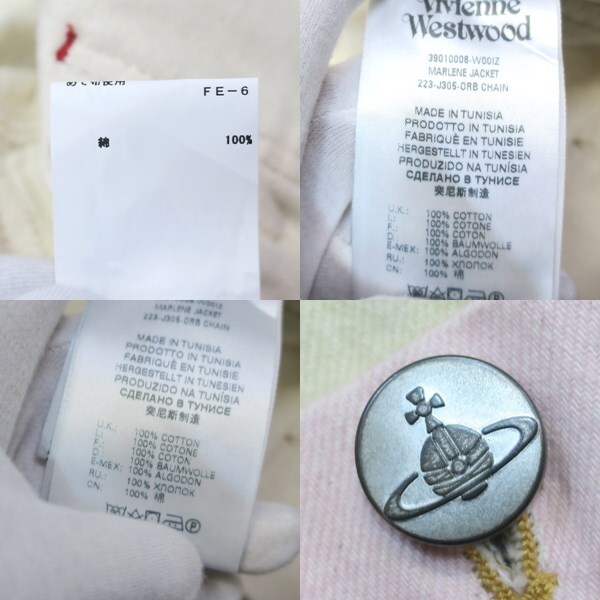 あて布使用
FE-6
綿 100%
Vivienne
Westwood
39010008-W00IZ
MARLENE JACKET
223-J305-ORB CHAIN
MADE IN TUNISIA
PRODOTTO IN TUNISIA
FABRIQUÉ EN TUNISIE
HERGESTELLT IN TUNESIEN
PRODUZIDO NA TUNÍSIA
СДЕЛАНО В ТУНИСЕ
突尼斯制造
U.K.: 100% COTTON
I.: 100% COTONE
F.: 100% COTON
D.: 100% BAUMWOLLE
E-MEX: 100% ALGODON
RU.: 100% ХЛОПОК
CN: 100% 棉
MARLENE JACKET
223-J305-ORB CHAIN
MADE IN TUNISIA
PRODOTTO IN TUNISIA
FABRIQUÉ EN TUNISIE
HERGESTELLT IN TUNESIEN
PRODUZIDO NA TUNÍSIA
СДЕЛАНО В ТУНИСЕ
突尼斯制造
U.K.: 100% COTTON
I.: 100% COTONE
F.: 100% COTON
D.: 100% BAUMWOLLE
E-MEX: 100% ALGODON
RU.: 100% ХЛОПОК
CN: 100% 棉
P